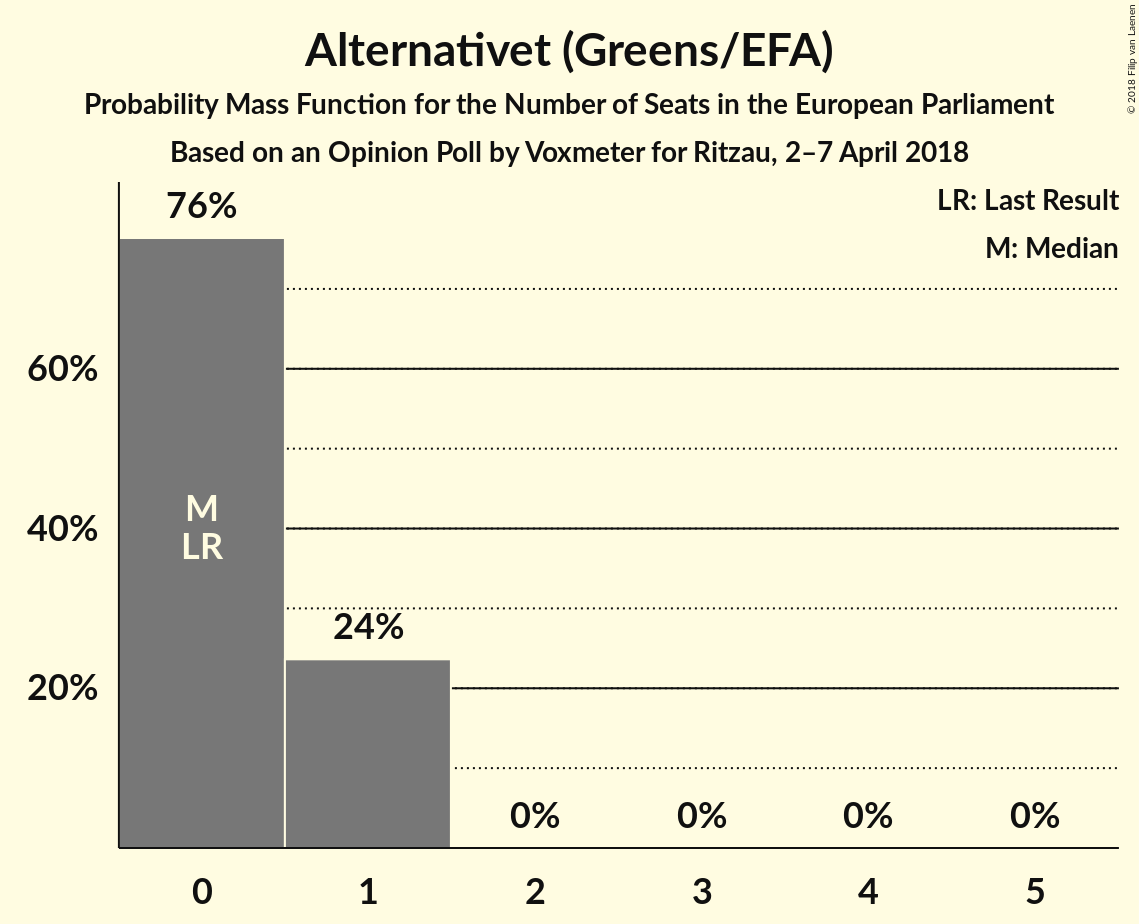 Alternativet (Greens/EFA)
Probability Mass Function for the Number of Seats in the European Parliament
Based on an Opinion Poll by Voxmeter for Ritzau, 2–7 April 2018
© 2018 Filip van Laenen
LR: Last Result
M: Median
76%
60%
40%
20%
M
LR
24%
0%
0%
0%
0%
0
1
2
3
4
5